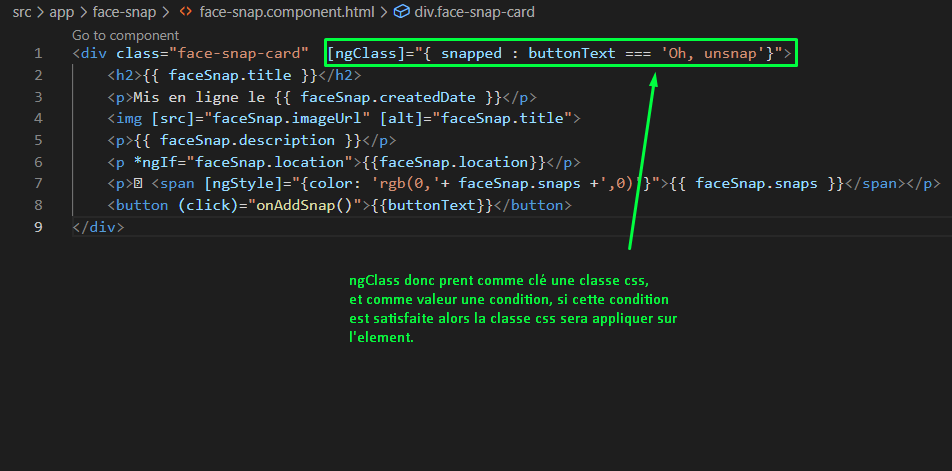 src > app > face-snap > <> face-snap.component.html > div.face-snap-card
Go to component
1 <div class="face-snap-card"  [ngClass]="{ snapped : buttonText === 'Oh, unsnap'}">
2     <h2>{{ faceSnap.title }}</h2>
3     <p>Mis en ligne le {{ faceSnap.createdDate }}</p>
4     <img [src]="faceSnap.imageUrl" [alt]="faceSnap.title">
5     <p>{{ faceSnap.description }}</p>
6     <p *ngIf="faceSnap.location">{{faceSnap.location}}</p>
7     <p> <span [ngStyle]="{color: 'rgb(0,'+ faceSnap.snaps +',0)'}">{{ faceSnap.snaps }}</span></p>
8     <button (click)="onAddSnap()">{{buttonText}}</button>
9 </div>
ngClass donc prent comme clé une classe css,
et comme valeur une condition, si cette condition
est satisfaite alors la classe css sera appliquer sur
l'element.